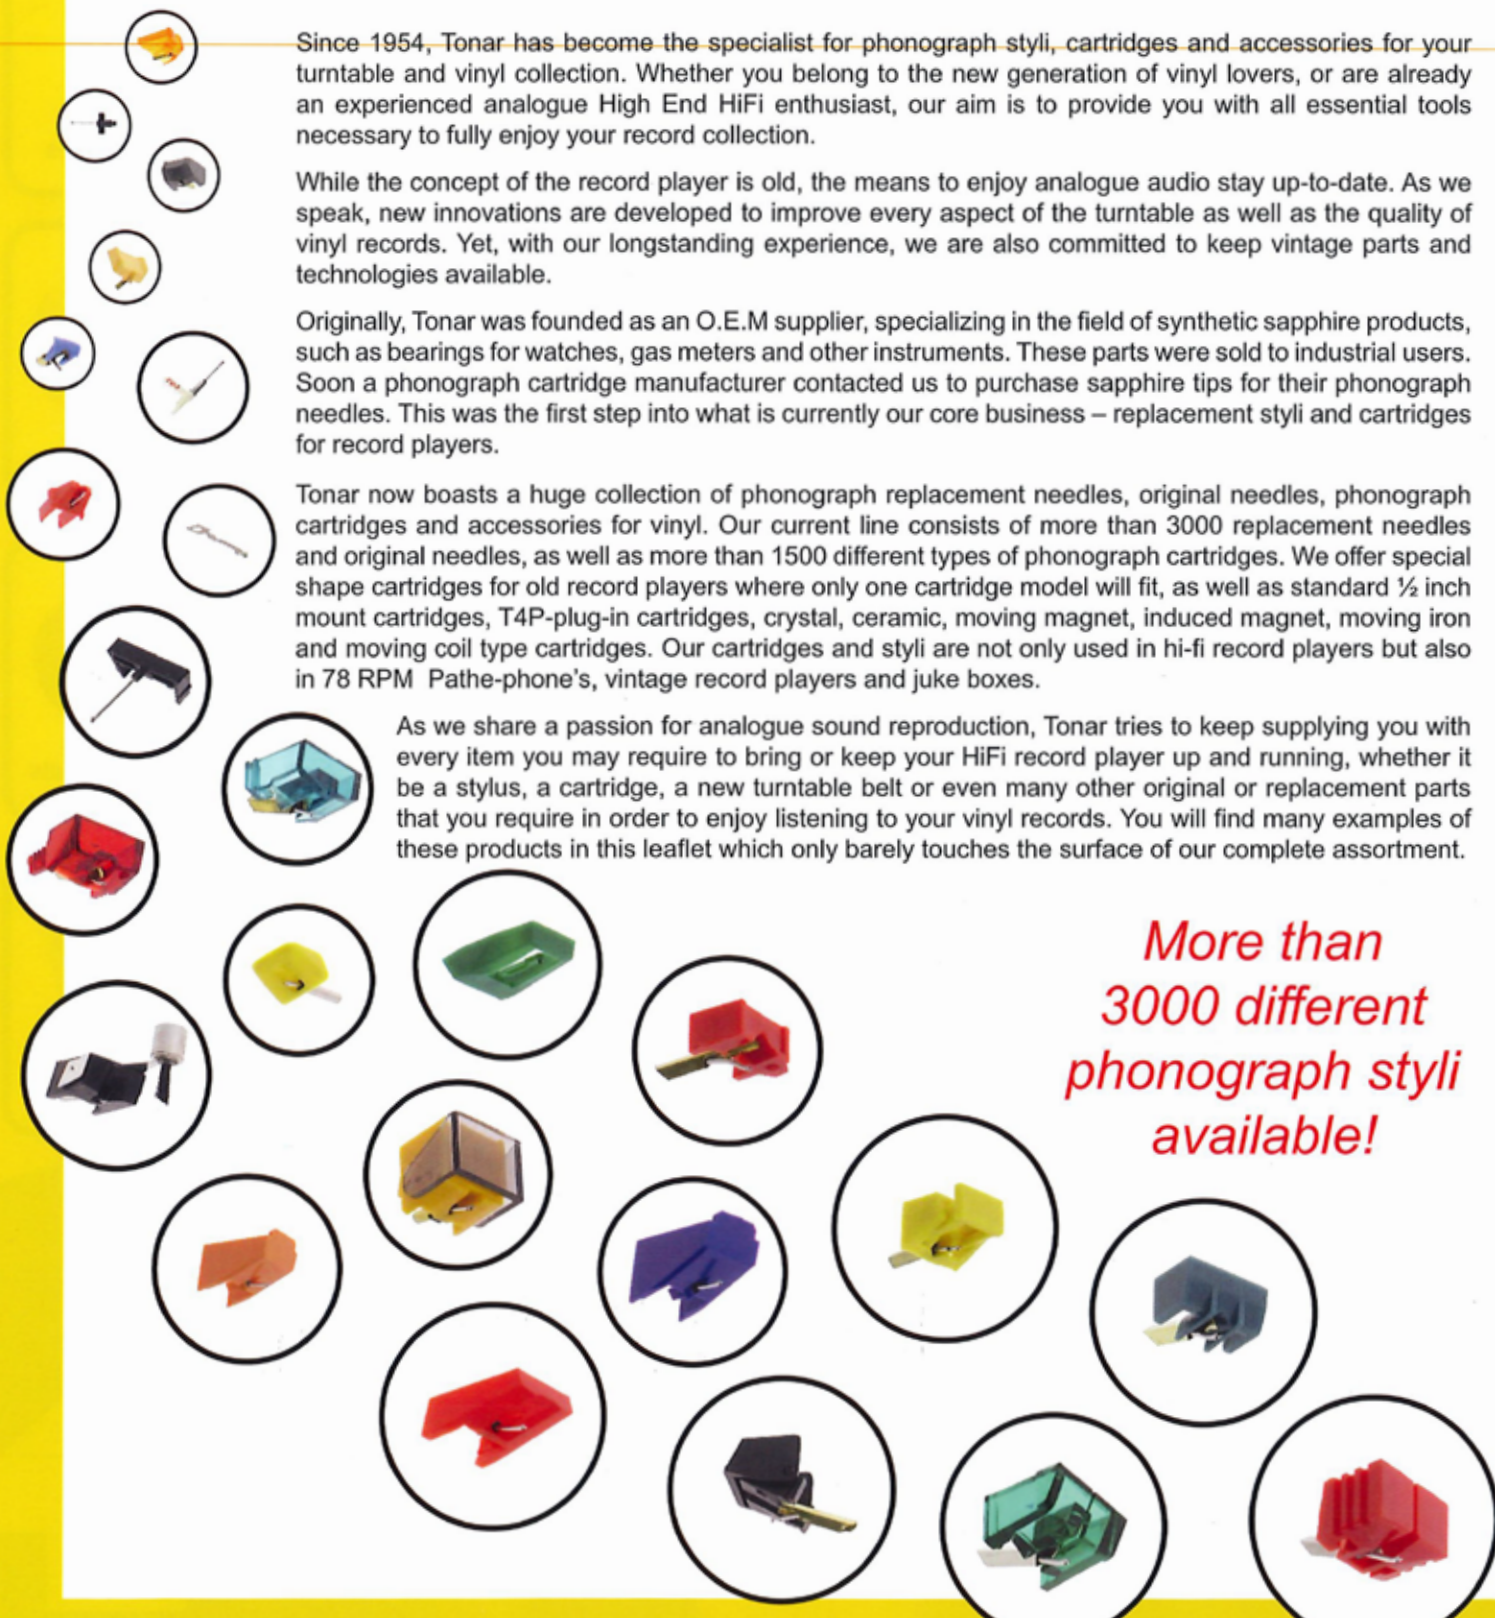 Since 1954, Tonar has become the specialist for phonograph styli, cartridges and accessories for your
turntable and vinyl collection. Whether you belong to the new generation of vinyl lovers, or are already
an experienced analogue High End HiFi enthusiast, our aim is to provide you with all essential tools
necessary to fully enjoy your record collection.
While the concept of the record player is old, the means to enjoy analogue audio stay up-to-date. As we
speak, new innovations are developed to improve every aspect of the turntable as well as the quality of
vinyl records. Yet, with our longstanding experience, we are also committed to keep vintage parts and
technologies available.
Originally, Tonar was founded as an O.E.M supplier, specializing in the field of synthetic sapphire products,
such as bearings for watches, gas meters and other instruments. These parts were sold to industrial users.
Soon a phonograph cartridge manufacturer contacted us to purchase sapphire tips for their phonograph
needles. This was the first step into what is currently our core business – replacement styli and cartridges
for record players.
Tonar now boasts a huge collection of phonograph replacement needles, original needles, phonograph
cartridges and accessories for vinyl. Our current line consists of more than 3000 replacement needles
and original needles, as well as more than 1500 different types of phonograph cartridges. We offer special
shape cartridges for old record players where only one cartridge model will fit, as well as standard ½ inch
mount cartridges, T4P-plug-in cartridges, crystal, ceramic, moving magnet, induced magnet, moving iron
and moving coil type cartridges. Our cartridges and styli are not only used in hi-fi record players but also
in 78 RPM Pathe-phone's, vintage record players and juke boxes.
As we share a passion for analogue sound reproduction, Tonar tries to keep supplying you with
every item you may require to bring or keep your HiFi record player up and running, whether it
be a stylus, a cartridge, a new turntable belt or even many other original or replacement parts
that you require in order to enjoy listening to your vinyl records. You will find many examples of
these products in this leaflet which only barely touches the surface of our complete assortment.
More than
3000 different
phonograph styli
available!